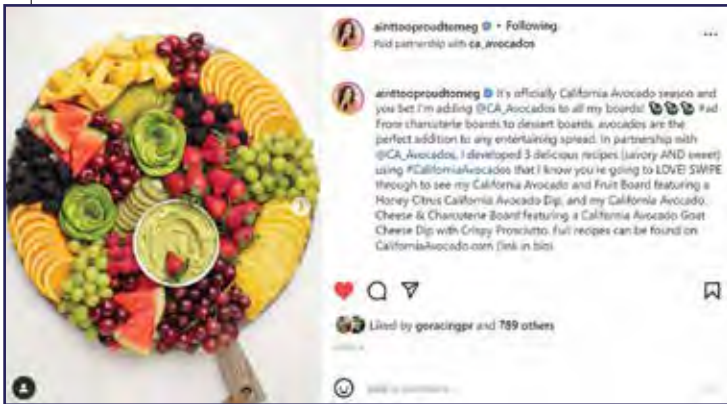 ainttooproudtomeg • Following
Paid partnership with ca_avocados
ainttooproudtomeg It's officially California Avocado season and
you bet I'm adding @CA_Avocados to all my boards! 🥑🥑🥑 #ad
From charcuterie boards to dessert boards, avocados are the
perfect addition to any entertaining spread. In partnership with
@CA_Avocados, I developed 3 delicious recipes (savory AND sweet)
using #CaliforniaAvocados that I know you're going to LOVE! SWIPE
through to see my California Avocado and Fruit Board featuring a
Honey Citrus California Avocado Dip, and my California Avocado,
Cheese & Charcuterie Board featuring a California Avocado Goat
Cheese Dip with Crispy Prosciutto. Full recipes can be found on
CaliforniaAvocado.com (link in bio).
Liked by goracingpr and 789 others
Add a comment...